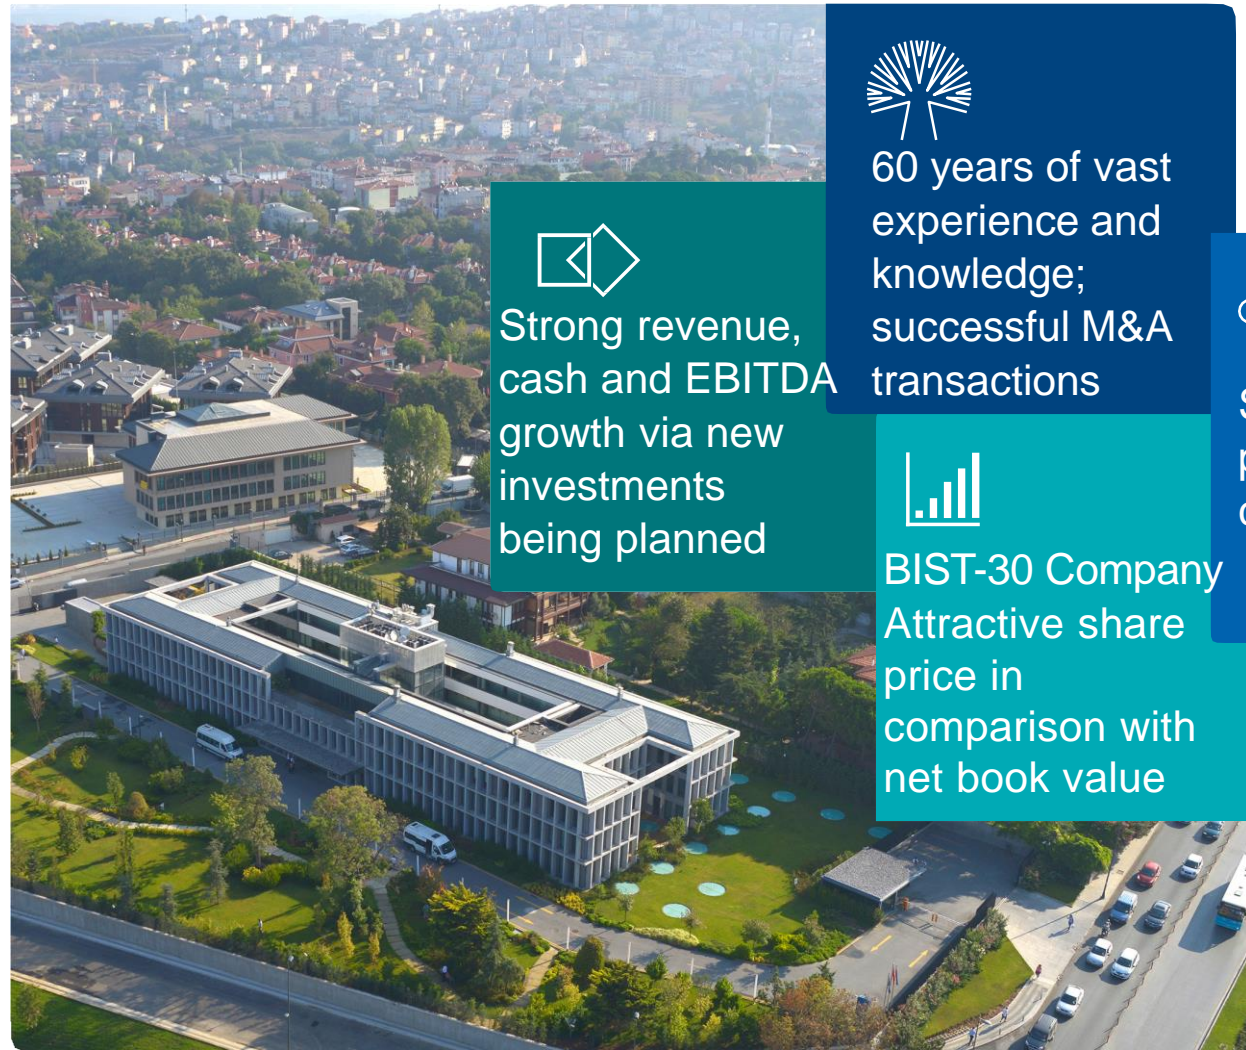 60 years of vast
experience and
knowledge;
successful M&A
transactions
Strong revenue,
cash and EBITDA
growth via new
investments
being planned
BIST-30 Company
Attractive share
price in
comparison with
net book value